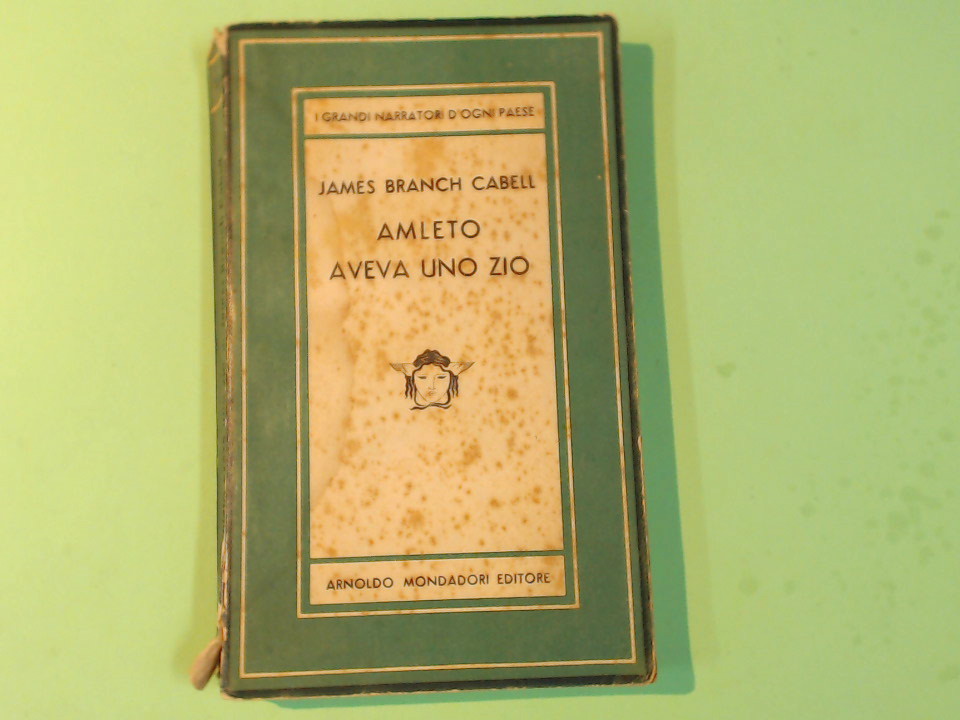 I GRANDI NARRATORI D'OGNI PAESE
JAMES BRANCH CABELL
AMLETO
AVEVA UNO ZIO
ARNOLDO MONDADORI EDITORE